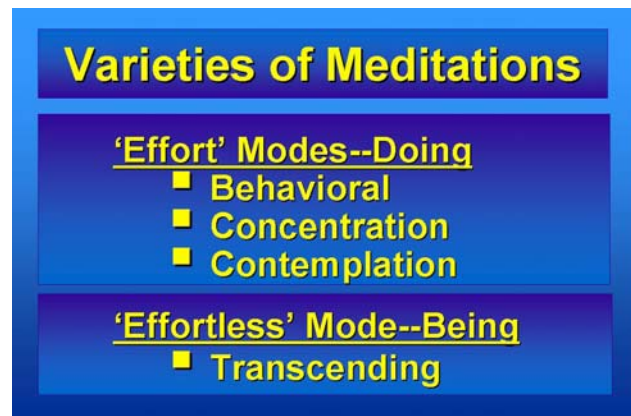 Varieties of Meditations
‘Effort’ Modes--Doing
▪ Behavioral
▪ Concentration
▪ Contemplation
‘Effortless’ Mode--Being
▪ Transcending